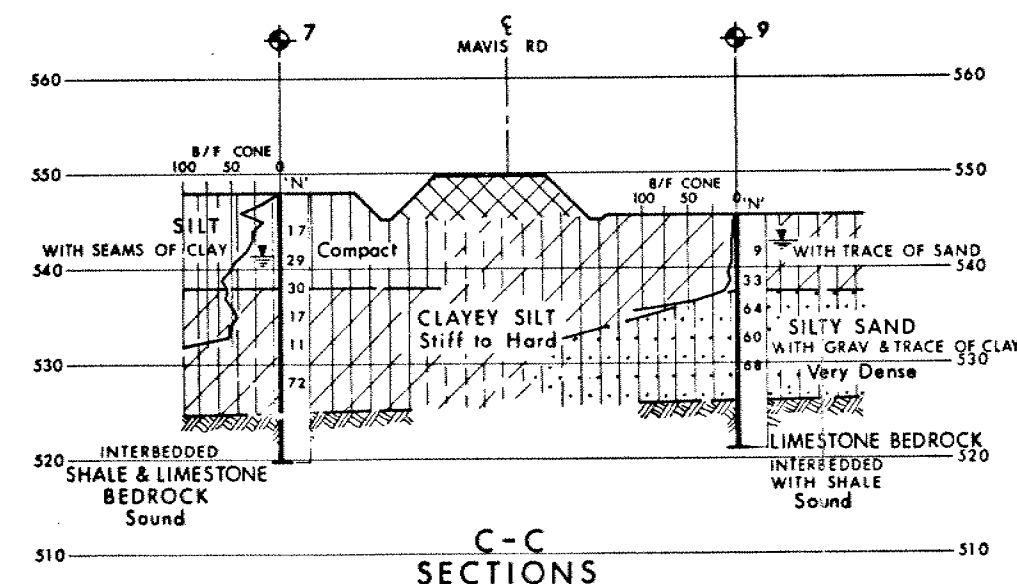 7
℄
MAVIS RD
9
560
560
550
550
B/F CONE
100 50 0
'N'
B/F CONE
100 50 0
'N'
SILT
WITH SEAMS OF CLAY
17
29
30
17
11
72
Compact
9
33
64
60
68
WITH TRACE OF SAND
540
540
CLAYEY SILT
Stiff to Hard
SILTY SAND
WITH GRAV & TRACE OF CLAY
Very Dense
530
530
INTERBEDDED
SHALE & LIMESTONE
BEDROCK
Sound
LIMESTONE BEDROCK
INTERBEDDED
WITH SHALE
Sound
520
520
510
510
C-C
SECTIONS